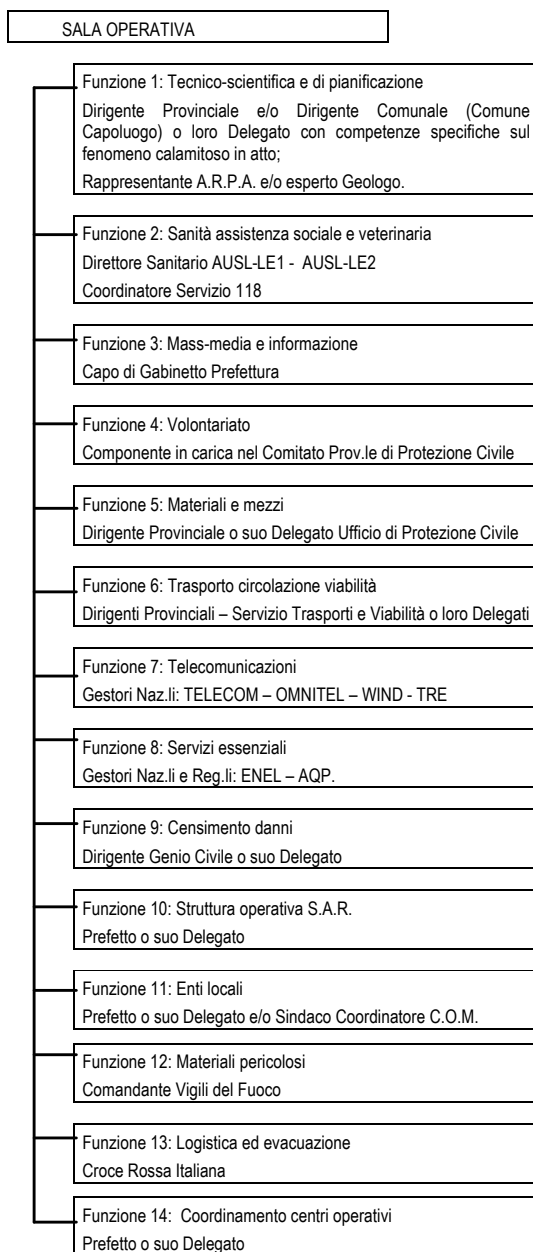 SALA OPERATIVA
Funzione 1: Tecnico-scientifica e di pianificazione
Dirigente Provinciale e/o Dirigente Comunale (Comune
Capoluogo) o loro Delegato con competenze specifiche sul
fenomeno calamitoso in atto;
Rappresentante A.R.P.A. e/o esperto Geologo.
Funzione 2: Sanità assistenza sociale e veterinaria
Direttore Sanitario AUSL-LE1 - AUSL-LE2
Coordinatore Servizio 118
Funzione 3: Mass-media e informazione
Capo di Gabinetto Prefettura
Funzione 4: Volontariato
Componente in carica nel Comitato Prov.le di Protezione Civile
Funzione 5: Materiali e mezzi
Dirigente Provinciale o suo Delegato Ufficio di Protezione Civile
Funzione 6: Trasporto circolazione viabilità
Dirigenti Provinciali – Servizio Trasporti e Viabilità o loro Delegati
Funzione 7: Telecomunicazioni
Gestori Naz.li: TELECOM – OMNITEL – WIND - TRE
Funzione 8: Servizi essenziali
Gestori Naz.li e Reg.li: ENEL – AQP.
Funzione 9: Censimento danni
Dirigente Genio Civile o suo Delegato
Funzione 10: Struttura operativa S.A.R.
Prefetto o suo Delegato
Funzione 11: Enti locali
Prefetto o suo Delegato e/o Sindaco Coordinatore C.O.M.
Funzione 12: Materiali pericolosi
Comandante Vigili del Fuoco
Funzione 13: Logistica ed evacuazione
Croce Rossa Italiana
Funzione 14: Coordinamento centri operativi
Prefetto o suo Delegato